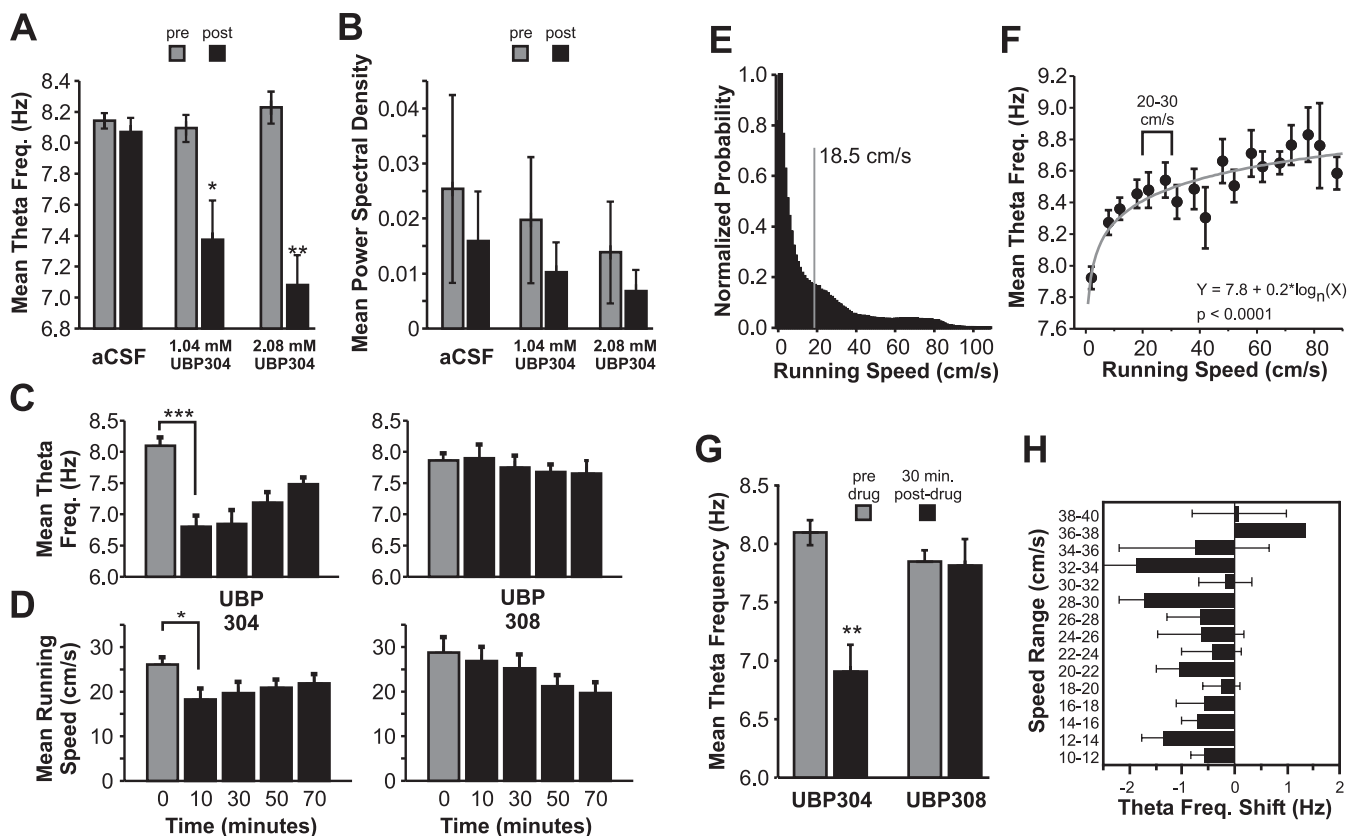 A
pre
post
Mean Theta Freq. (Hz)
8.4
8.2
8.0
7.8
7.6
7.4
7.2
7.0
6.8
*
**
aCSF
1.04 mM
UBP304
2.08 mM
UBP304
B
pre
post
Mean Power Spectral Density
0.04
0.03
0.02
0.01
0
aCSF
1.04 mM
UBP304
2.08 mM
UBP304
C
Mean Theta
Freq. (Hz)
8.5
8.0
7.5
7.0
6.5
6.0
***
UBP
304
8.5
8.0
7.5
7.0
6.5
6.0
UBP
308
D
Mean Running
Speed (cm/s)
30
20
10
0
*
0 10 30 50 70
Time (minutes)
30
20
10
0
0 10 30 50 70
Time (minutes)
E
Normalized Probability
1.0
0.8
0.6
0.4
0.2
0.0
18.5 cm/s
0 20 40 60 80 100
Running Speed (cm/s)
F
Mean Theta Freq. (Hz)
9.2
9.0
8.8
8.6
8.4
8.2
8.0
7.8
7.6
20-30
cm/s
Y = 7.8 + 0.2*logn(X)
p < 0.0001
0 20 40 60 80
Running Speed (cm/s)
G
Mean Theta Frequency (Hz)
pre
drug
30 min.
post-drug
8.5
8.0
7.5
7.0
6.5
6.0
**
UBP304
UBP308
H
Speed Range (cm/s)
38-40
36-38
34-36
32-34
30-32
28-30
26-28
24-26
22-24
20-22
18-20
16-18
14-16
12-14
10-12
-2 -1 0 1 2
Theta Freq. Shift (Hz)